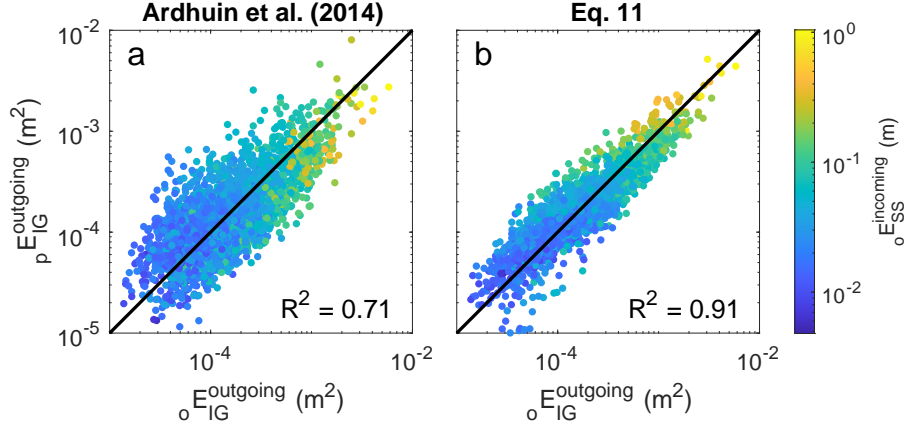 Ardhuin et al. (2014)
Eq. 11
a
b
10^-2
10^-3
10^-4
10^-5
pE_IG^outgoing (m^2)
R^2 = 0.71
R^2 = 0.91
10^-4
10^-2
10^-4
10^-2
oE_IG^outgoing (m^2)
oE_IG^outgoing (m^2)
10^0
10^-1
10^-2
oE_SS^incoming (m)